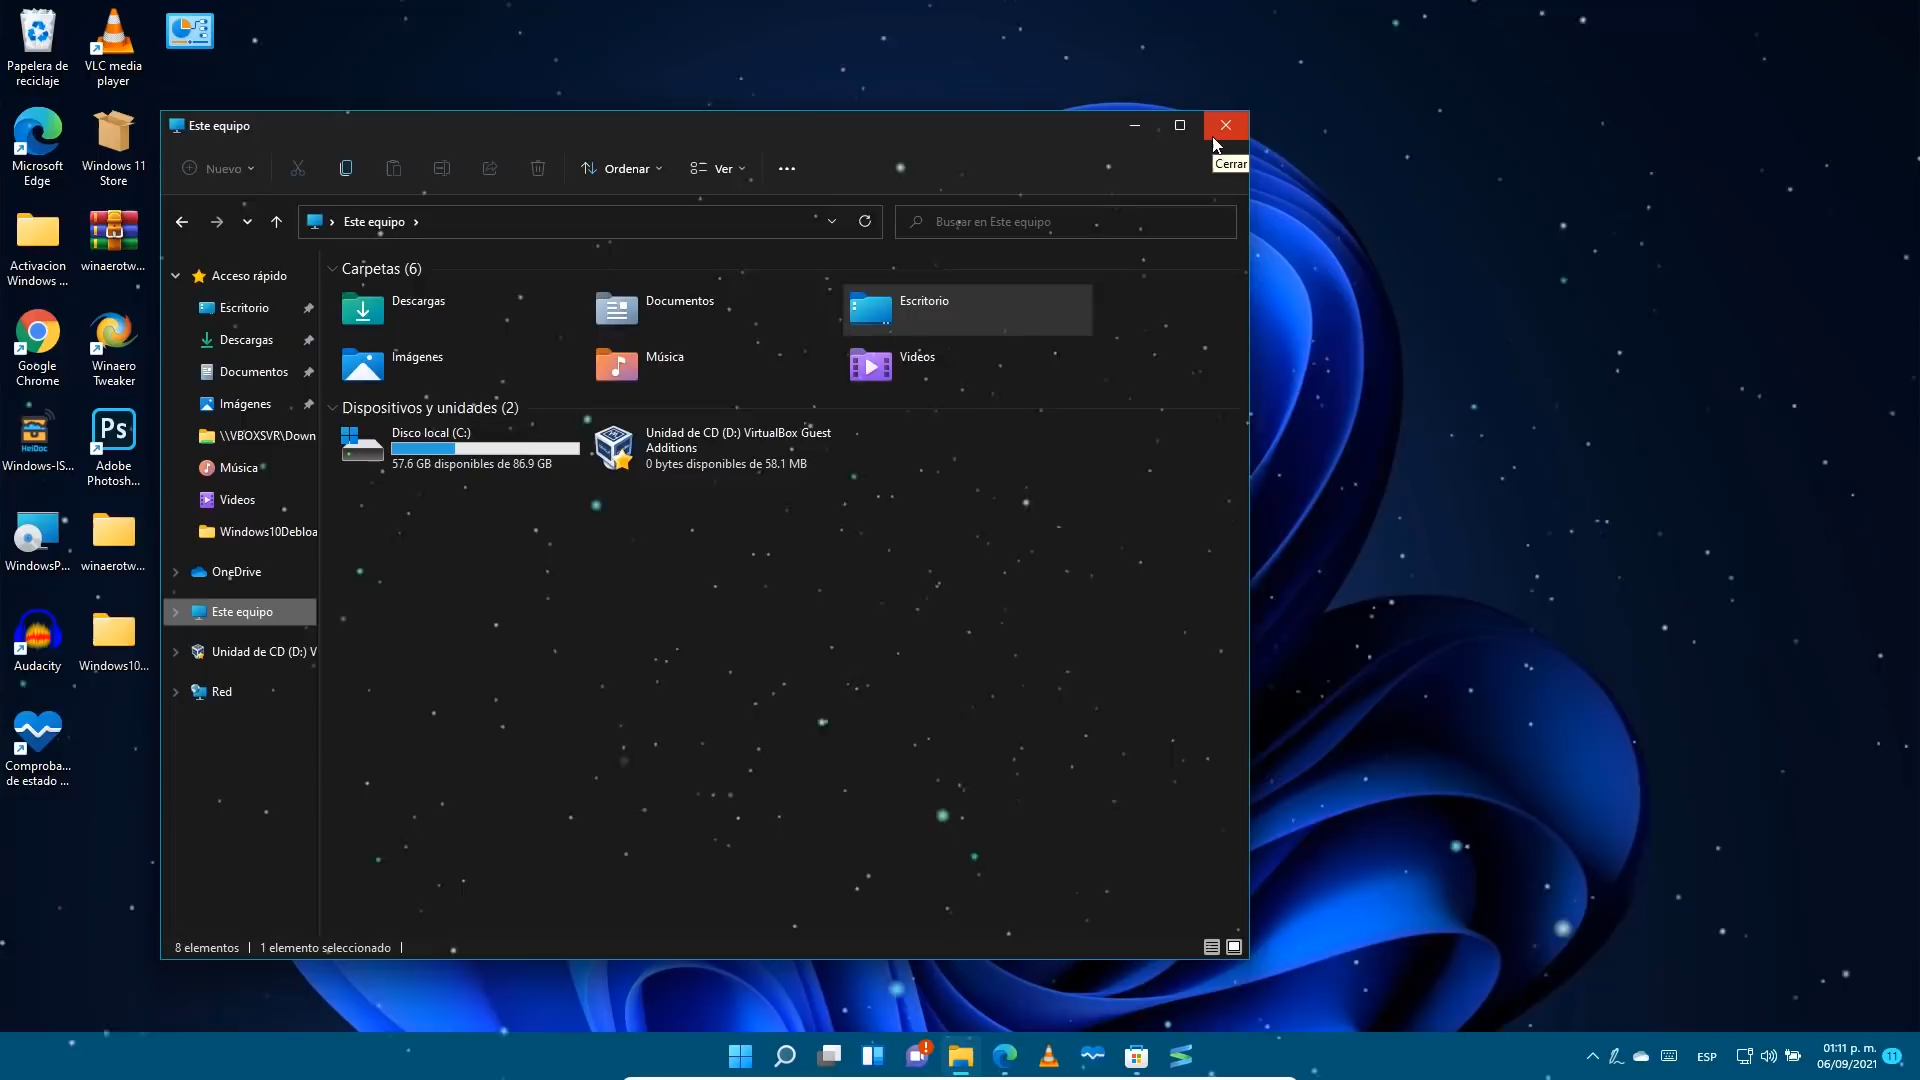 Papelera de
reciclaje
VLC media
player
Microsoft
Edge
Windows 11
Store
Activacion
Windows ...
winaerotw...
Google
Chrome
Winaero
Tweaker
HeiDoc
Windows-IS...
Ps
Adobe
Photosh...
WindowsP...
winaerotw...
Audacity
Windows10...
Comproba...
de estado ...
Este equipo
Cerrar
Nuevo
Ordenar
Ver
Este equipo
Buscar en Este equipo
Acceso rápido
Escritorio
Descargas
Documentos
Imágenes
\\VBOXSVR\Down
Música
Videos
Windows10Debloa
OneDrive
Este equipo
Unidad de CD (D:) V
Red
Carpetas (6)
Descargas
Documentos
Escritorio
Imágenes
Música
Videos
Dispositivos y unidades (2)
Disco local (C:)
57.6 GB disponibles de 86.9 GB
Unidad de CD (D:) VirtualBox Guest
Additions
0 bytes disponibles de 58.1 MB
8 elementos
1 elemento seleccionado
ESP
01:11 p. m.
06/09/2021
11